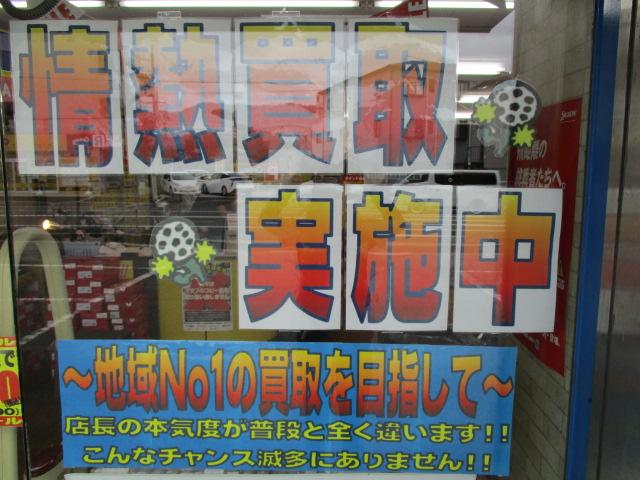 情熱買取
実施中
～地域No1の買取を目指して～
店長の本気度が普段と全く違います!!
こんなチャンス滅多にありません!!